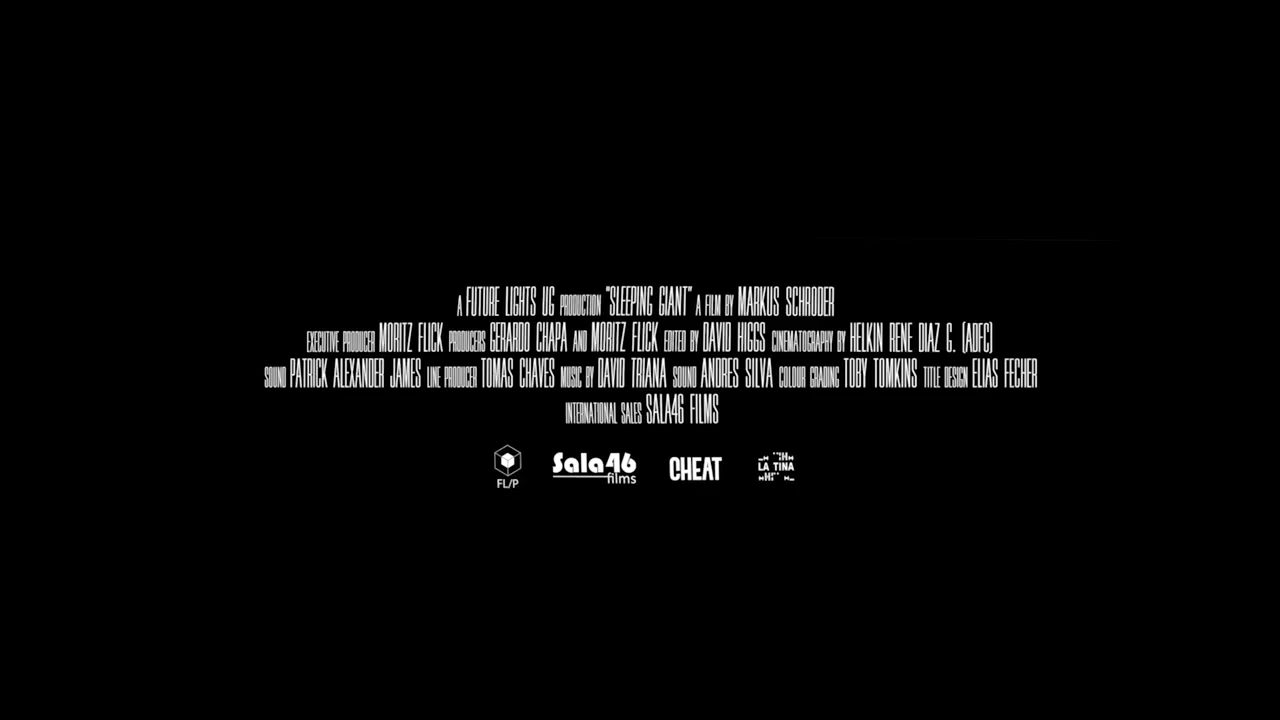 A FUTURE LIGHTS UG PRODUCTION "SLEEPING GIANT" A FILM BY MARKUS SCHRODER
EXECUTIVE PRODUCER MORITZ FLICK PRODUCERS GERARDO CHAPA AND MORITZ FLICK EDITED BY DAVID HIGGS CINEMATOGRAPHY BY HELKIN RENE DIAZ G. (ADFC)
SOUND PATRICK ALEXANDER JAMES LINE PRODUCER TOMAS CHAVES MUSIC BY DAVID TRIANA SOUND ANDRES SILVA COLOUR GRADING TOBY TOMKINS TITLE DESIGN ELIAS FECHER
INTERNATIONAL SALES SALA46 FILMS
FL/P
Sala46 films
CHEAT
LA TINA